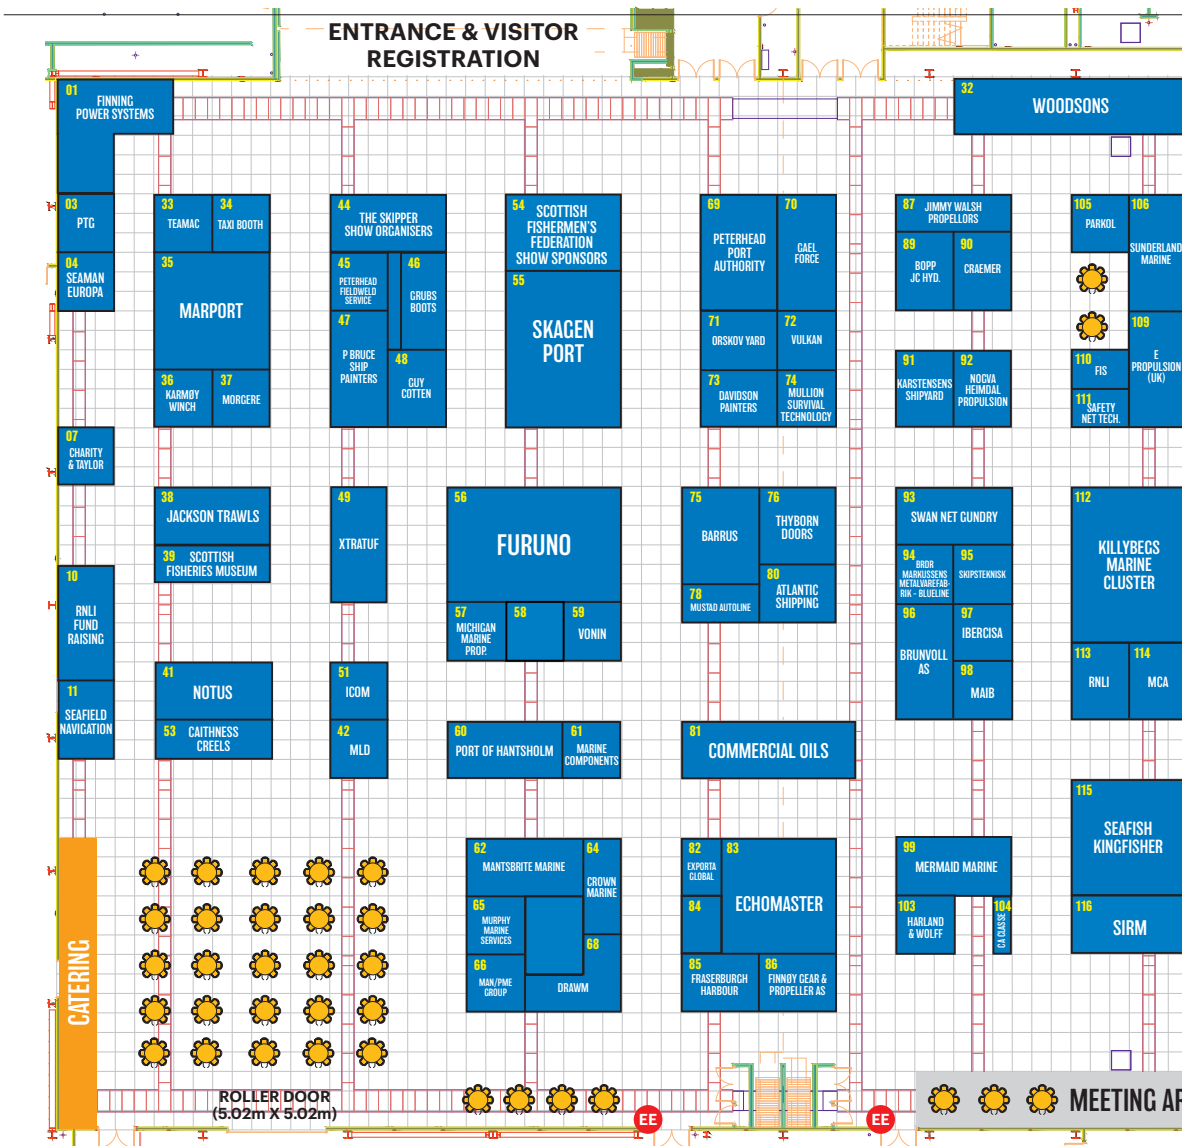 ENTRANCE & VISITOR
REGISTRATION
01
FINNING
POWER SYSTEMS
32
WOODSONS
03
PTG
04
SEAMAN
EUROPA
33
TEAMAC
34
TAXI BOOTH
35
MARPORT
36
KARMØY
WINCH
37
MORGERE
44
THE SKIPPER
SHOW ORGANISERS
45
PETERHEAD
FIELDWELD
SERVICE
46
GRUBS
BOOTS
47
P BRUCE
SHIP
PAINTERS
48
GUY
COTTEN
54
SCOTTISH
FISHERMEN'S
FEDERATION
SHOW SPONSORS
55
SKAGEN
PORT
69
PETERHEAD
PORT
AUTHORITY
70
GAEL
FORCE
71
ORSKOV YARD
72
VULKAN
73
DAVIDSON
PAINTERS
74
MULLION
SURVIVAL
TECHNOLOGY
87
JIMMY WALSH
PROPELLORS
89
BOPP
JC HYD.
90
CRAEMER
91
KARSTENSENS
SHIPYARD
92
NOGVA
HEIMDAL
PROPULSION
105
PARKOL
106
SUNDERLAND
MARINE
109
E
PROPULSION
(UK)
110
FIS
111
SAFETY
NET TECH.
07
CHARITY
& TAYLOR
10
RNLI
FUND
RAISING
11
SEAFIELD
NAVIGATION
38
JACKSON TRAWLS
39
SCOTTISH
FISHERIES MUSEUM
41
NOTUS
53
CAITHNESS
CREELS
49
XTRATUF
51
ICOM
42
MLD
56
FURUNO
57
MICHIGAN
MARINE
PROP.
58
59
VONIN
60
PORT OF HANTSHOLM
61
MARINE
COMPONENTS
75
BARRUS
76
THYBORN
DOORS
78
MUSTAD AUTOLINE
80
ATLANTIC
SHIPPING
81
COMMERCIAL OILS
93
SWAN NET GUNDRY
94
BRDR
MARKUSSENS
METALVAREFAB-
RIK - BLUELINE
95
SKIPSTEKNISK
96
BRUNVOLL
AS
97
IBERCISA
98
MAIB
112
KILLYBEGS
MARINE
CLUSTER
113
RNLI
114
MCA
115
SEAFISH
KINGFISHER
116
SIRM
CATERING
62
MANTSBRITE MARINE
64
CROWN
MARINE
65
MURPHY
MARINE
SERVICES
66
MAN/PME
GROUP
68
DRAWM
82
EXPORTA
GLOBAL
83
ECHOMASTER
84
85
FRASERBURGH
HARBOUR
86
FINNØY GEAR &
PROPELLER AS
99
MERMAID MARINE
103
HARLAND
& WOLFF
104
CA CLASSE
ROLLER DOOR
(5.02m X 5.02m)
EE
EE
MEETING AR